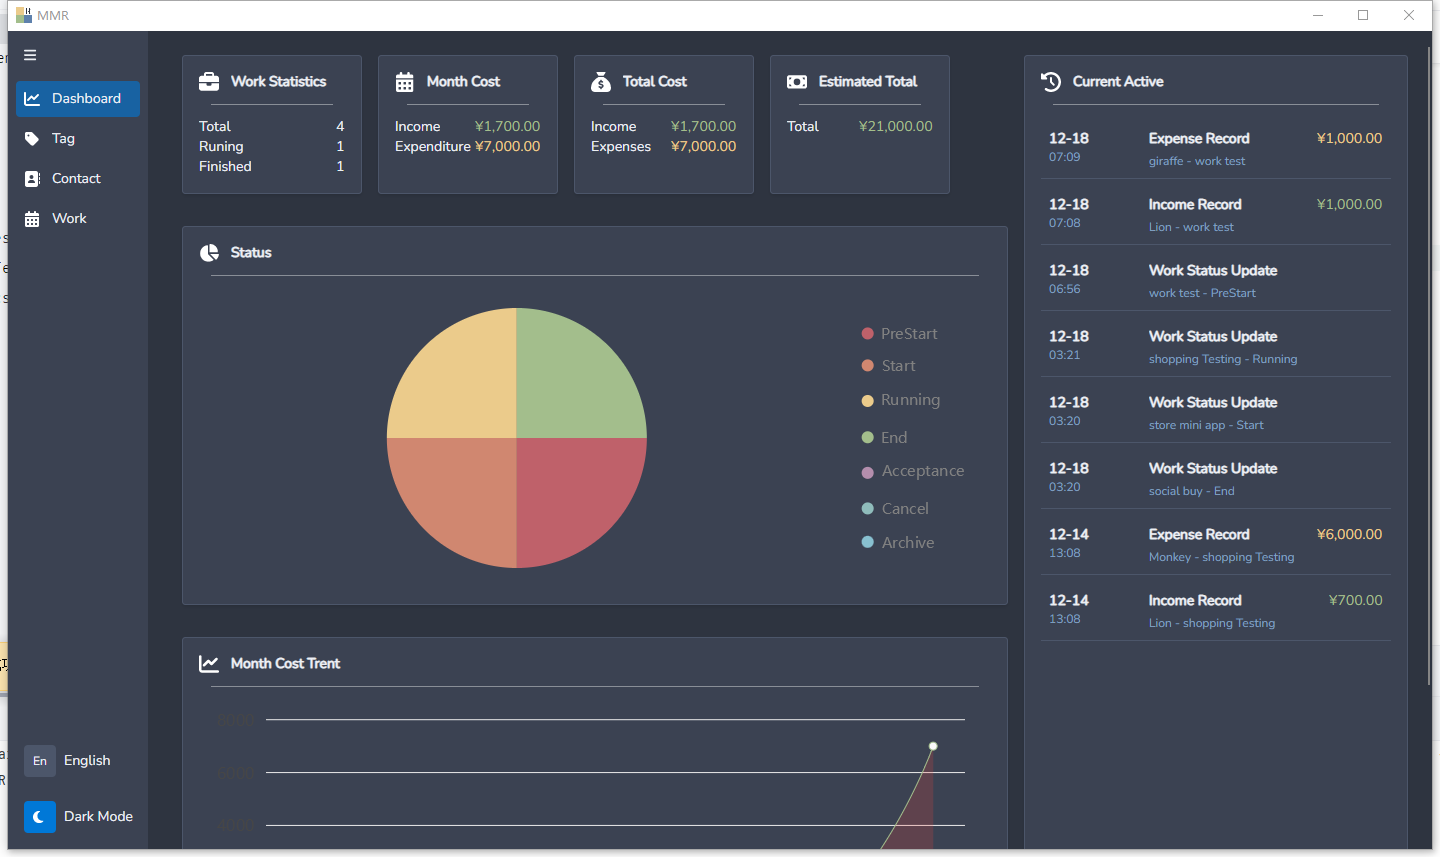 MMR
Dashboard
Tag
Contact
Work
En English
Dark Mode
Work Statistics
Total 4
Runing 1
Finished 1
Month Cost
Income ¥1,700.00
Expenditure ¥7,000.00
Total Cost
Income ¥1,700.00
Expenses ¥7,000.00
Estimated Total
Total ¥21,000.00
Status
PreStart
Start
Running
End
Acceptance
Cancel
Archive
Month Cost Trent
Current Active
12-18 Expense Record ¥1,000.00
07:09 giraffe - work test
12-18 Income Record ¥1,000.00
07:08 Lion - work test
12-18 Work Status Update
06:56 work test - PreStart
12-18 Work Status Update
03:21 shopping Testing - Running
12-18 Work Status Update
03:20 store mini app - Start
12-18 Work Status Update
03:20 social buy - End
12-14 Expense Record ¥6,000.00
13:08 Monkey - shopping Testing
12-14 Income Record ¥700.00
13:08 Lion - shopping Testing